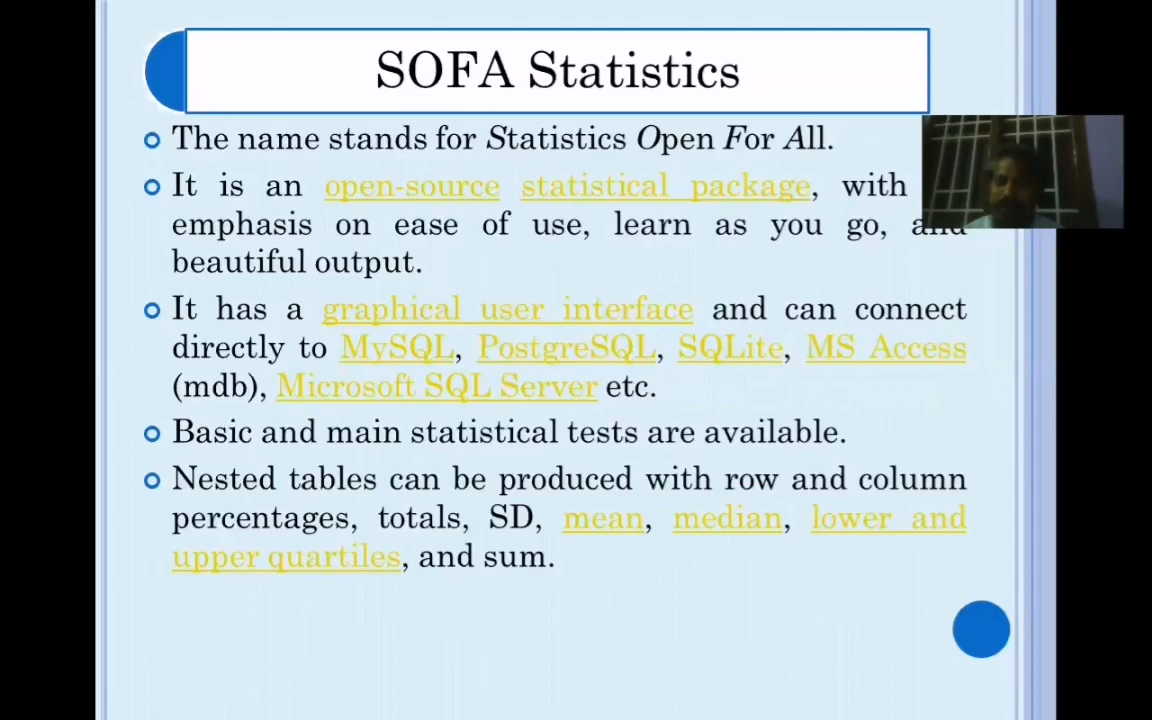 SOFA Statistics
The name stands for Statistics Open For All.
It is an open-source statistical package, with
emphasis on ease of use, learn as you go, and
beautiful output.
It has a graphical user interface and can connect
directly to MySQL, PostgreSQL, SQLite, MS Access
(mdb), Microsoft SQL Server etc.
Basic and main statistical tests are available.
Nested tables can be produced with row and column
percentages, totals, SD, mean, median, lower and
upper quartiles, and sum.